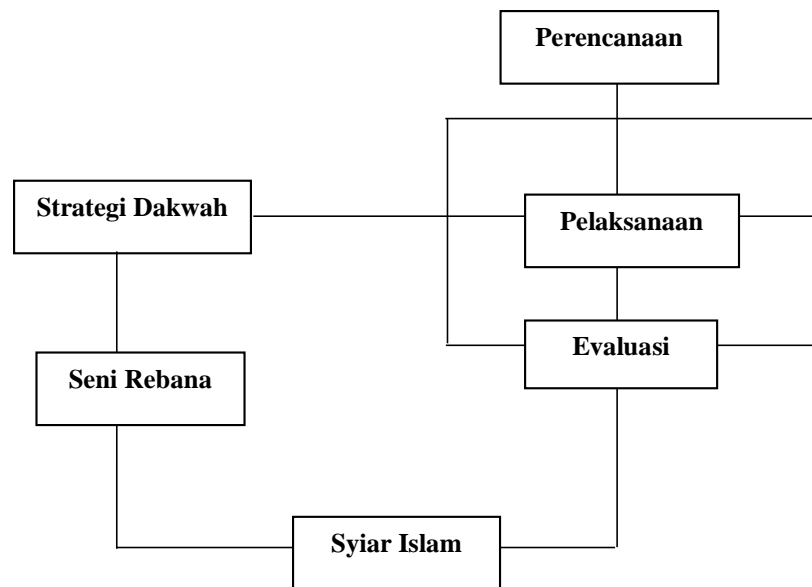 Perencanaan
Strategi Dakwah
Pelaksanaan
Evaluasi
Seni Rebana
Syiar Islam